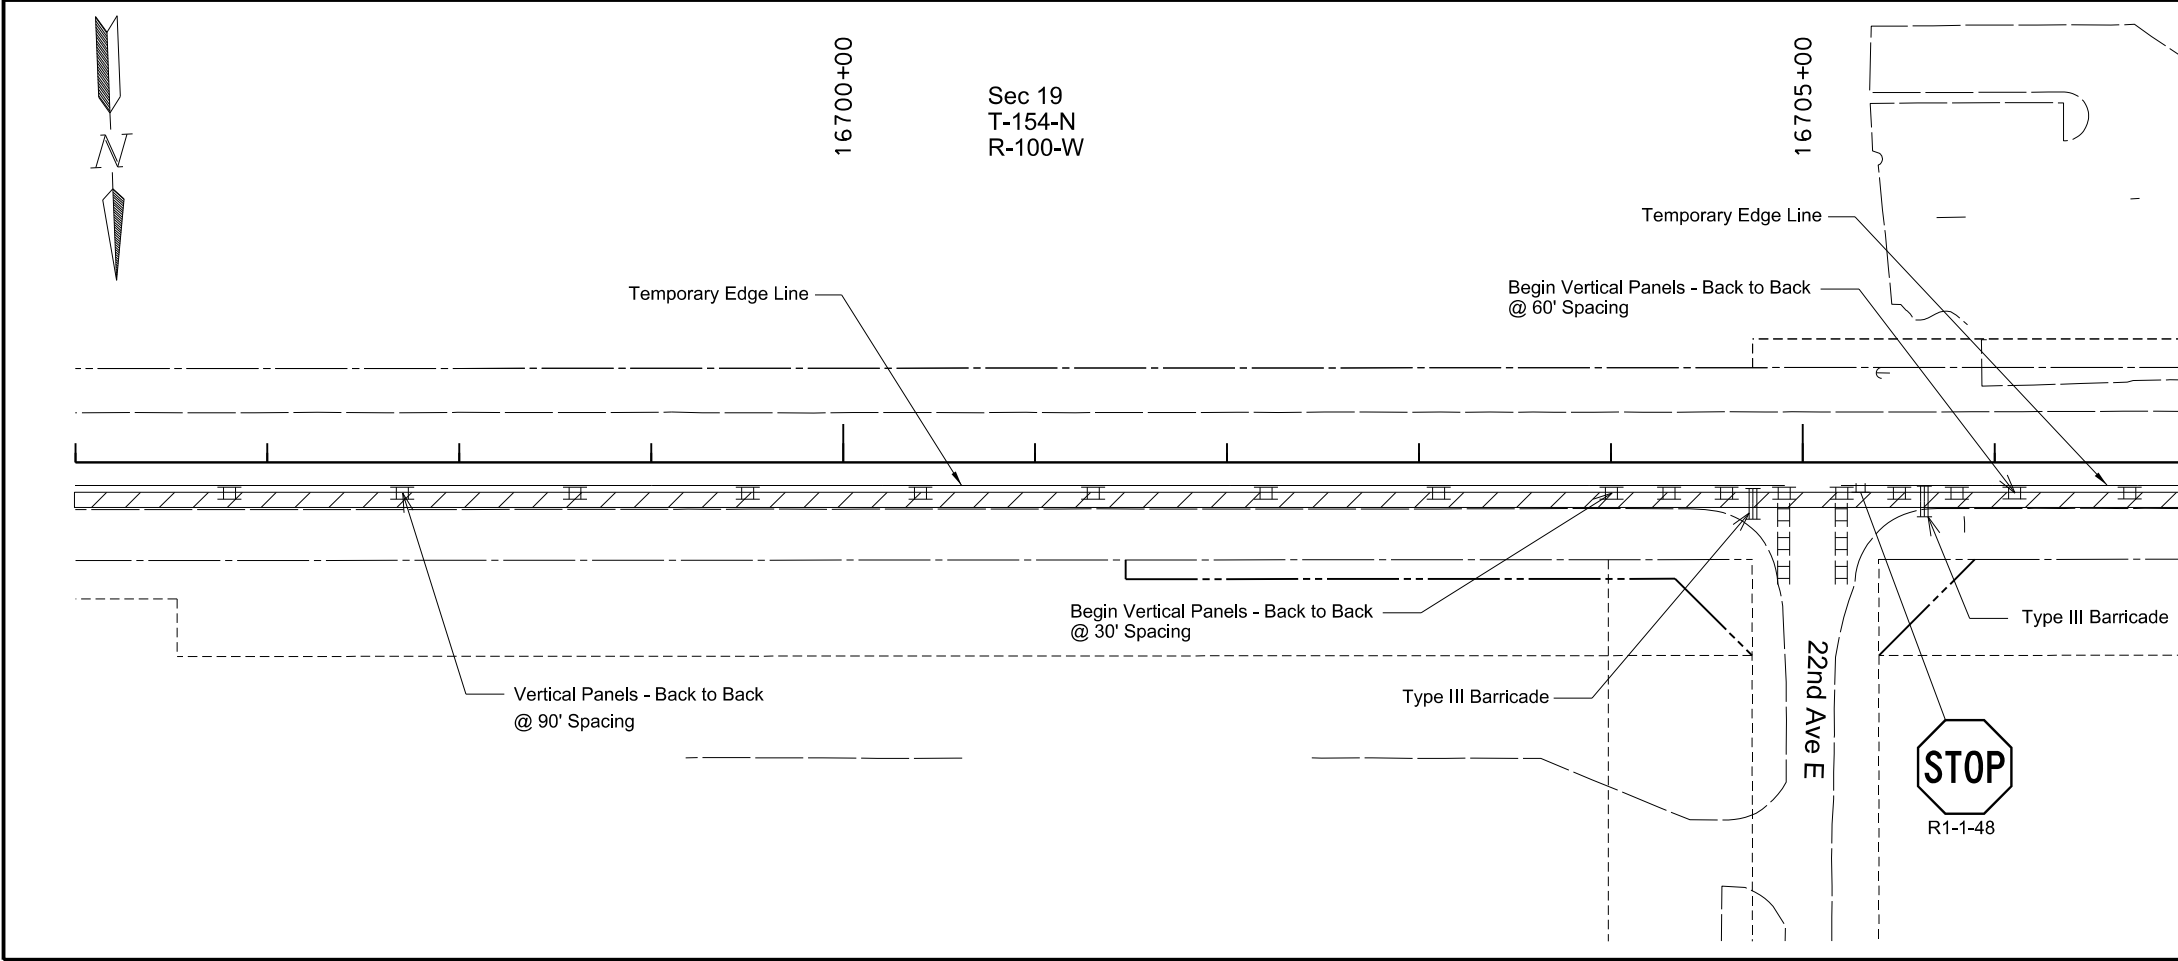 N
16700+00
Sec 19
T-154-N
R-100-W
16705+00
Temporary Edge Line
Begin Vertical Panels - Back to Back
@ 60' Spacing
Temporary Edge Line
Begin Vertical Panels - Back to Back
@ 30' Spacing
Type III Barricade
Vertical Panels - Back to Back
@ 90' Spacing
Type III Barricade
22nd Ave E
STOP
R1-1-48